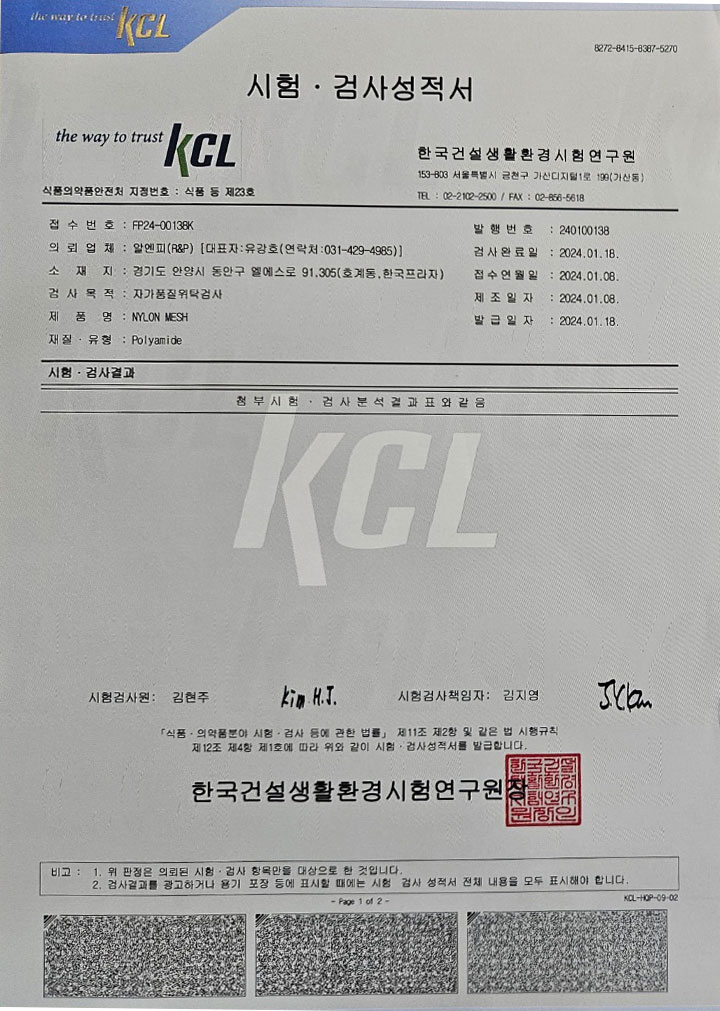 the way to trust KCL
8272-8415-8387-5270
시험 · 검사성적서
the way to trust KCL
한국건설생활환경시험연구원
153-803 서울특별시 금천구 가산디지털1로 199(가산동)
식품의약품안전처 지정번호 : 식품 등 제23호
TEL : 02-2102-2500 / FAX : 02-856-5618
접 수 번 호 : FP24-00138K
발 행 번 호 : 240100138
의 뢰 업 체 : 알엔피(R&P) [대표자:유강호(연락처:031-429-4985)]
검사완료일 : 2024.01.18.
소 재 지 : 경기도 안양시 동안구 엘에스로 91,305(호계동,한국프라자)
접수연월일 : 2024.01.08.
검 사 목 적 : 자가품질위탁검사
제 조 일 자 : 2024.01.08.
제 품 명 : NYLON MESH
발 급 일 자 : 2024.01.18.
재질 · 유형 : Polyamide
시험 · 검사결과
첨부시험 · 검사분석결과표와같음
KCL
시험검사원: 김현주 Kim H.J. 시험검사책임자: 김지영
「식품 · 의약품분야 시험 · 검사 등에 관한 법률」 제11조 제2항 및 같은 법 시행규칙
제12조 제4항 제1호에 따라 위와 같이 시험 · 검사성적서를 발급합니다.
한국건설생활환경시험연구원장
비고 : 1. 위 판정은 의뢰된 시험 · 검사 항목만을 대상으로 한 것입니다.
2. 검사결과를 광고하거나 용기 포장 등에 표시할 때에는 시험 검사 성적서 전체 내용을 모두 표시해야 합니다.
- Page 1 of 2 -
KCL-HQP-09-02